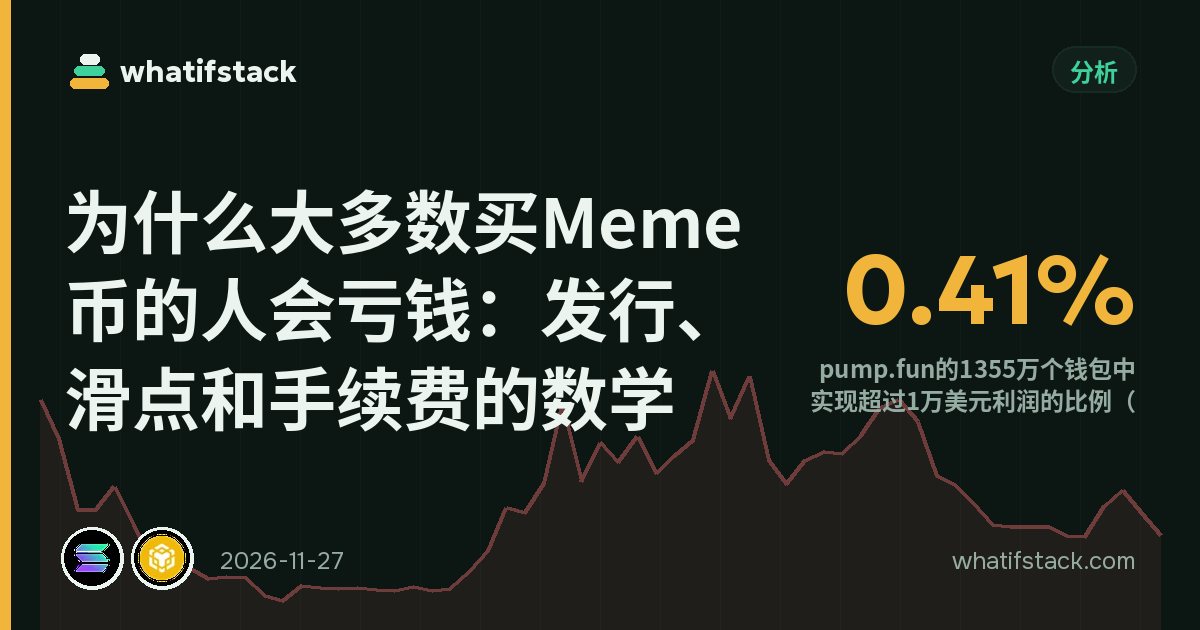 whatifstack
分析
为什么大多数买Meme
币的人会亏钱：发行、
滑点和手续费的数学
0.41%
pump.fun的1355万个钱包中
实现超过1万美元利润的比例（
2026-11-27
whatifstack.com